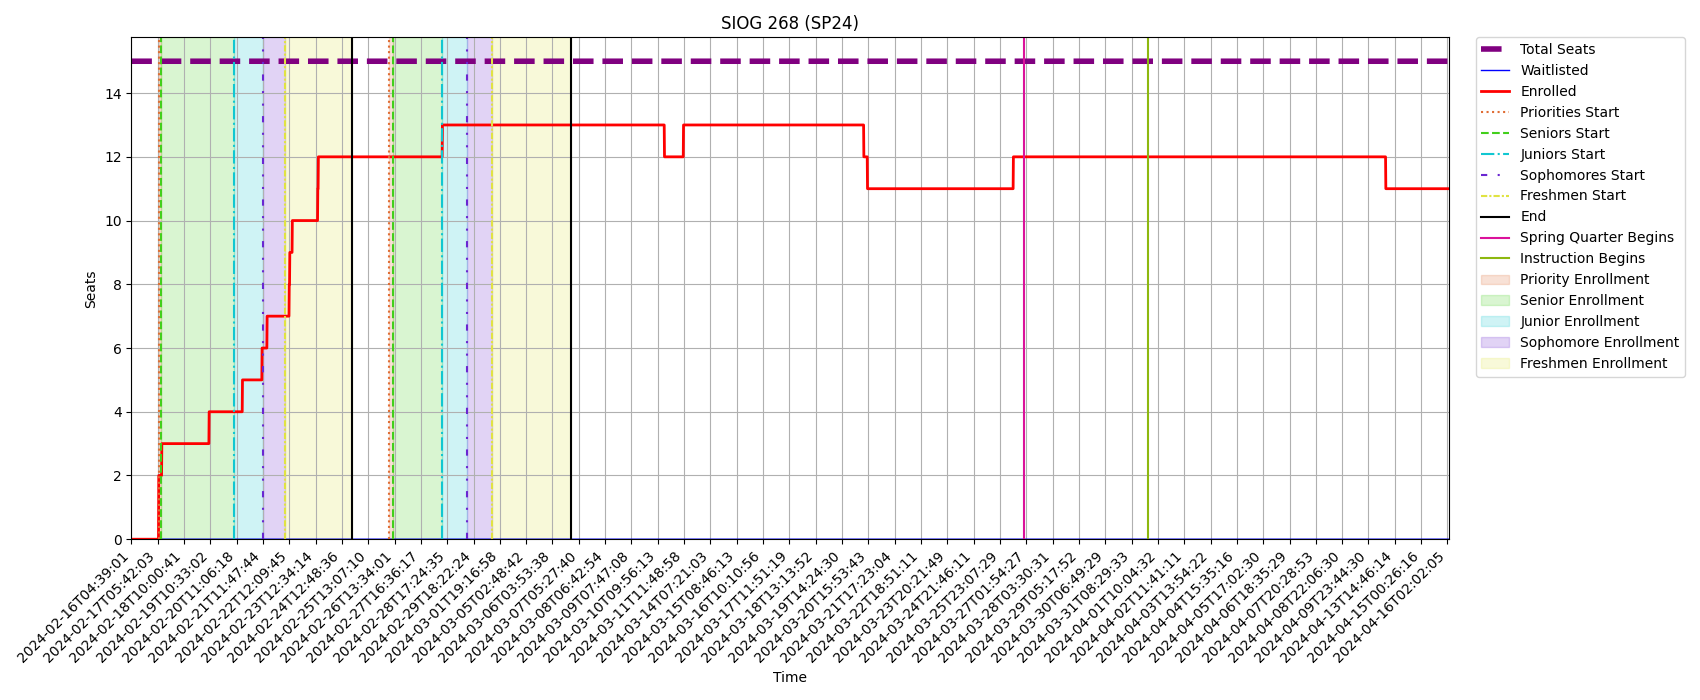 SIOG 268 (SP24)
Total Seats
Waitlisted
Enrolled
Priorities Start
Seniors Start
Juniors Start
Sophomores Start
Freshmen Start
End
Spring Quarter Begins
Instruction Begins
Priority Enrollment
Senior Enrollment
Junior Enrollment
Sophomore Enrollment
Freshmen Enrollment
Seats
14
12
10
8
6
4
2
0
2024-02-16T04:39:01
2024-02-17T05:42:03
2024-02-18T10:00:41
2024-02-19T10:33:02
2024-02-20T11:06:18
2024-02-21T11:47:44
2024-02-22T12:09:45
2024-02-23T12:34:14
2024-02-24T12:48:36
2024-02-25T13:07:10
2024-02-26T13:34:01
2024-02-27T16:36:17
2024-02-28T17:24:35
2024-02-29T18:22:24
2024-03-01T19:16:58
2024-03-05T02:48:42
2024-03-06T03:53:38
2024-03-07T05:27:40
2024-03-08T06:42:54
2024-03-09T07:47:08
2024-03-10T09:56:13
2024-03-11T11:48:58
2024-03-14T07:21:03
2024-03-15T08:46:13
2024-03-16T10:10:56
2024-03-17T11:51:19
2024-03-18T13:13:52
2024-03-19T14:24:30
2024-03-20T15:53:43
2024-03-21T17:23:04
2024-03-22T18:51:11
2024-03-23T20:21:49
2024-03-24T21:46:11
2024-03-25T23:07:29
2024-03-27T01:54:27
2024-03-28T03:30:31
2024-03-29T05:17:52
2024-03-30T06:49:29
2024-03-31T08:29:33
2024-04-01T10:04:32
2024-04-02T11:41:11
2024-04-03T13:54:22
2024-04-04T15:35:16
2024-04-05T17:02:30
2024-04-06T18:35:29
2024-04-07T20:28:53
2024-04-08T22:06:30
2024-04-09T23:44:30
2024-04-13T14:46:14
2024-04-15T00:26:16
2024-04-16T02:02:05
Time